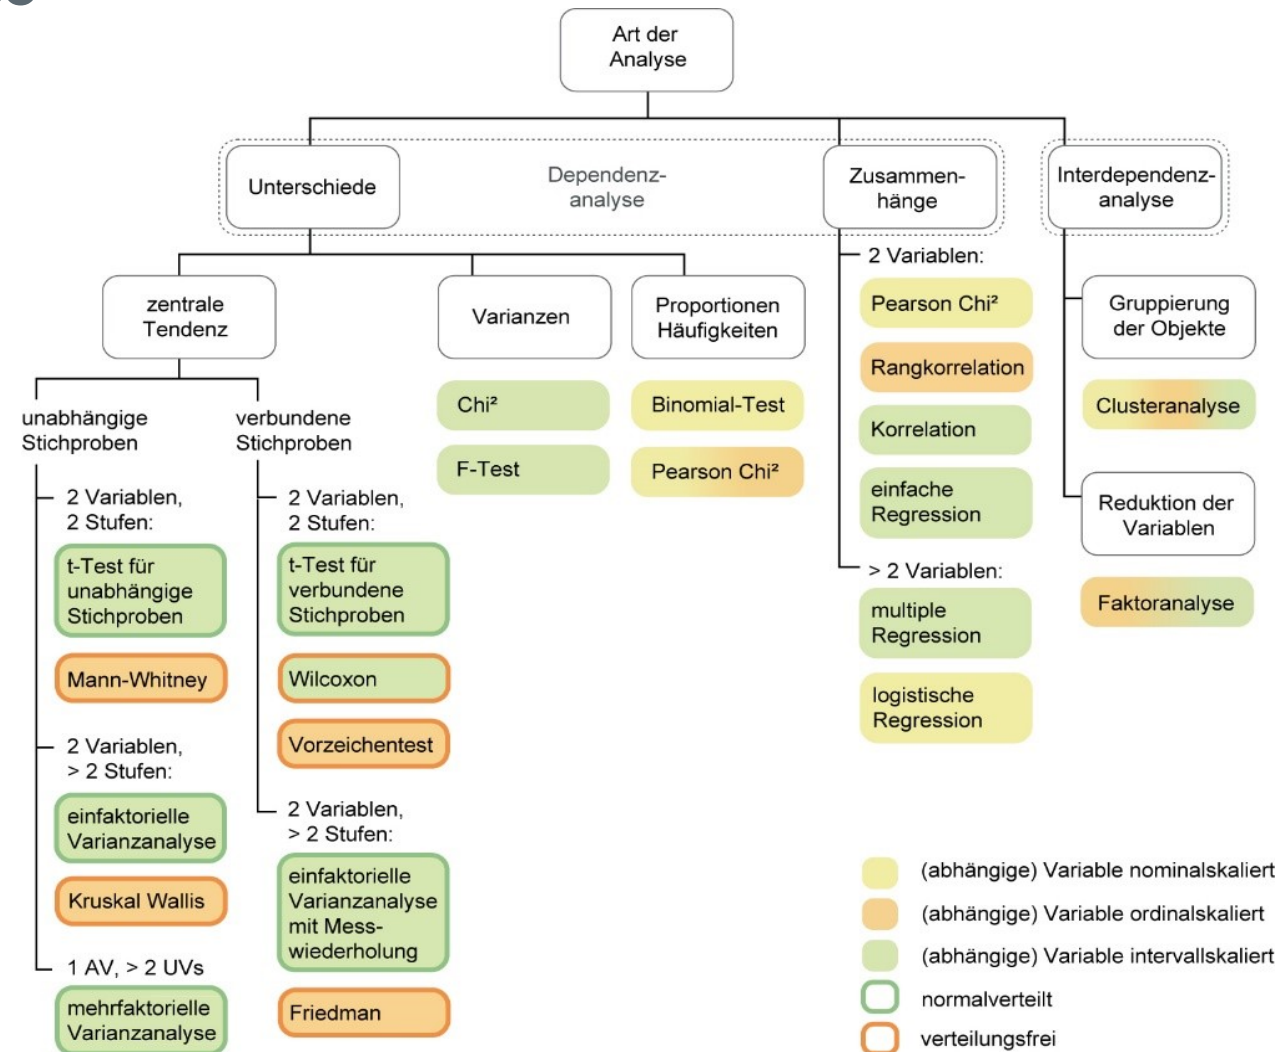 Art der
Analyse
Unterschiede
Dependenz-
analyse
Zusammen-
hänge
Interdependenz-
analyse
zentrale
Tendenz
Varianzen
Proportionen
Häufigkeiten
unabhängige
Stichproben
verbundene
Stichproben
2 Variablen,
2 Stufen:
t-Test für
unabhängige
Stichproben
Mann-Whitney
2 Variablen,
> 2 Stufen:
einfaktorielle
Varianzanalyse
Kruskal Wallis
1 AV, > 2 UVs
mehrfaktorielle
Varianzanalyse
2 Variablen,
2 Stufen:
t-Test für
verbundene
Stichproben
Wilcoxon
Vorzeichentest
2 Variablen,
> 2 Stufen:
einfaktorielle
Varianzanalyse
mit Mess-
wiederholung
Friedman
Chi²
F-Test
Binomial-Test
Pearson Chi²
2 Variablen:
Pearson Chi²
Rangkorrelation
Korrelation
einfache
Regression
> 2 Variablen:
multiple
Regression
logistische
Regression
Gruppierung
der Objekte
Clusteranalyse
Reduktion der
Variablen
Faktoranalyse
(abhängige) Variable nominalskaliert
(abhängige) Variable ordinalskaliert
(abhängige) Variable intervallskaliert
normalverteilt
verteilungsfrei